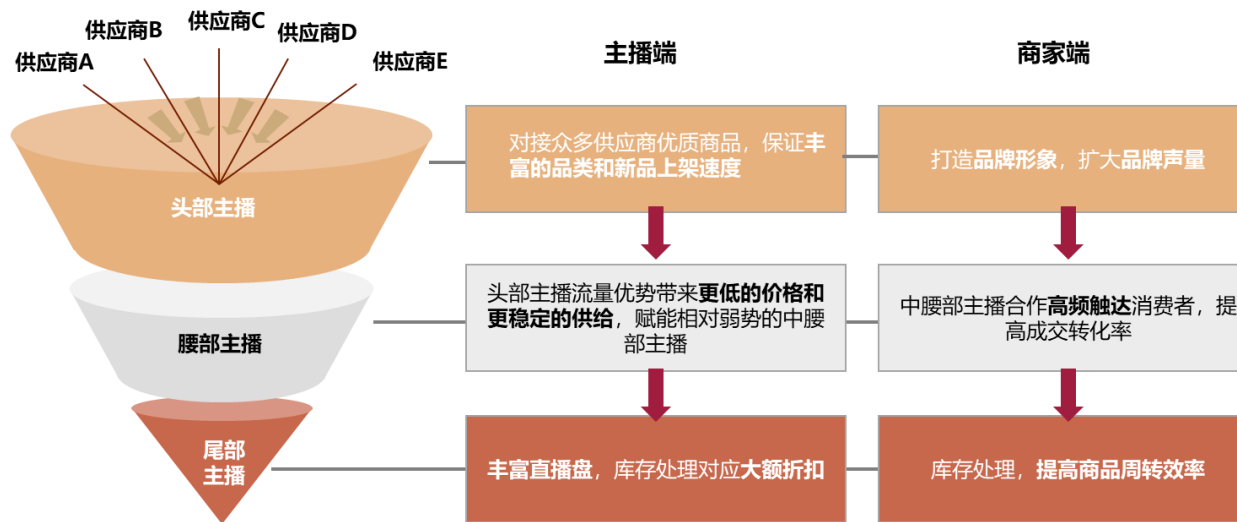 供应商A
供应商B
供应商C
供应商D
供应商E
头部主播
腰部主播
尾部
主播
主播端
商家端
对接众多供应商优质商品，保证丰
富的品类和新品上架速度
打造品牌形象，扩大品牌声量
头部主播流量优势带来更低的价格和
更稳定的供给，赋能相对弱势的中腰
部主播
中腰部主播合作高频触达消费者，提
高成交转化率
丰富直播盘，库存处理对应大额折扣
库存处理，提高商品周转效率